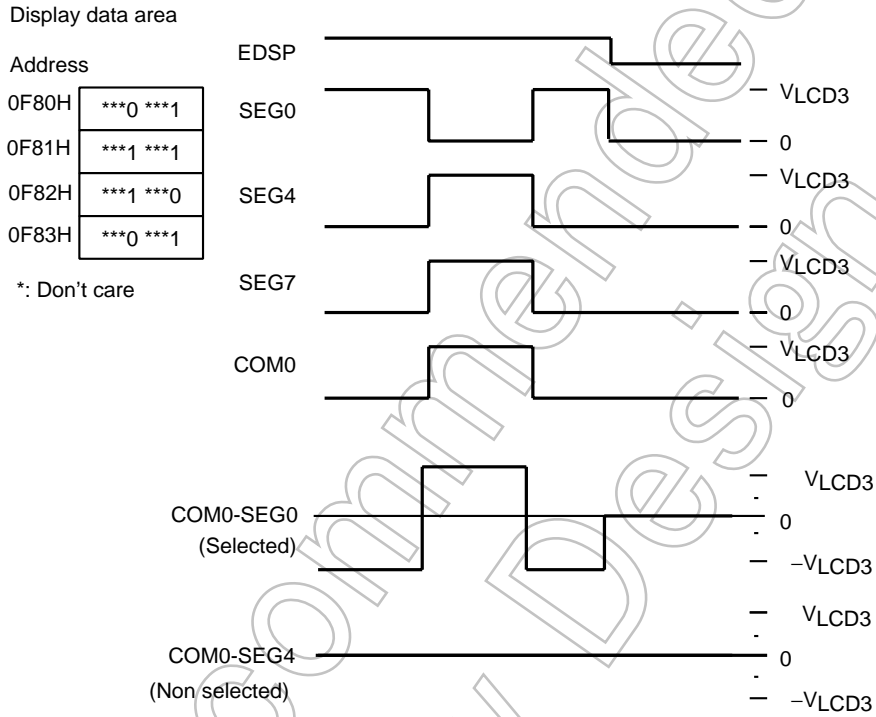 Display data area
Address
0F80H ***0 ***1
0F81H ***1 ***1
0F82H ***1 ***0
0F83H ***0 ***1
*: Don't care
EDSP
SEG0
VLCD3
0
SEG4
VLCD3
0
SEG7
VLCD3
0
COM0
VLCD3
0
COM0-SEG0
(Selected)
VLCD3
0
−VLCD3
COM0-SEG4
(Non selected)
VLCD3
0
−VLCD3
commended
Design